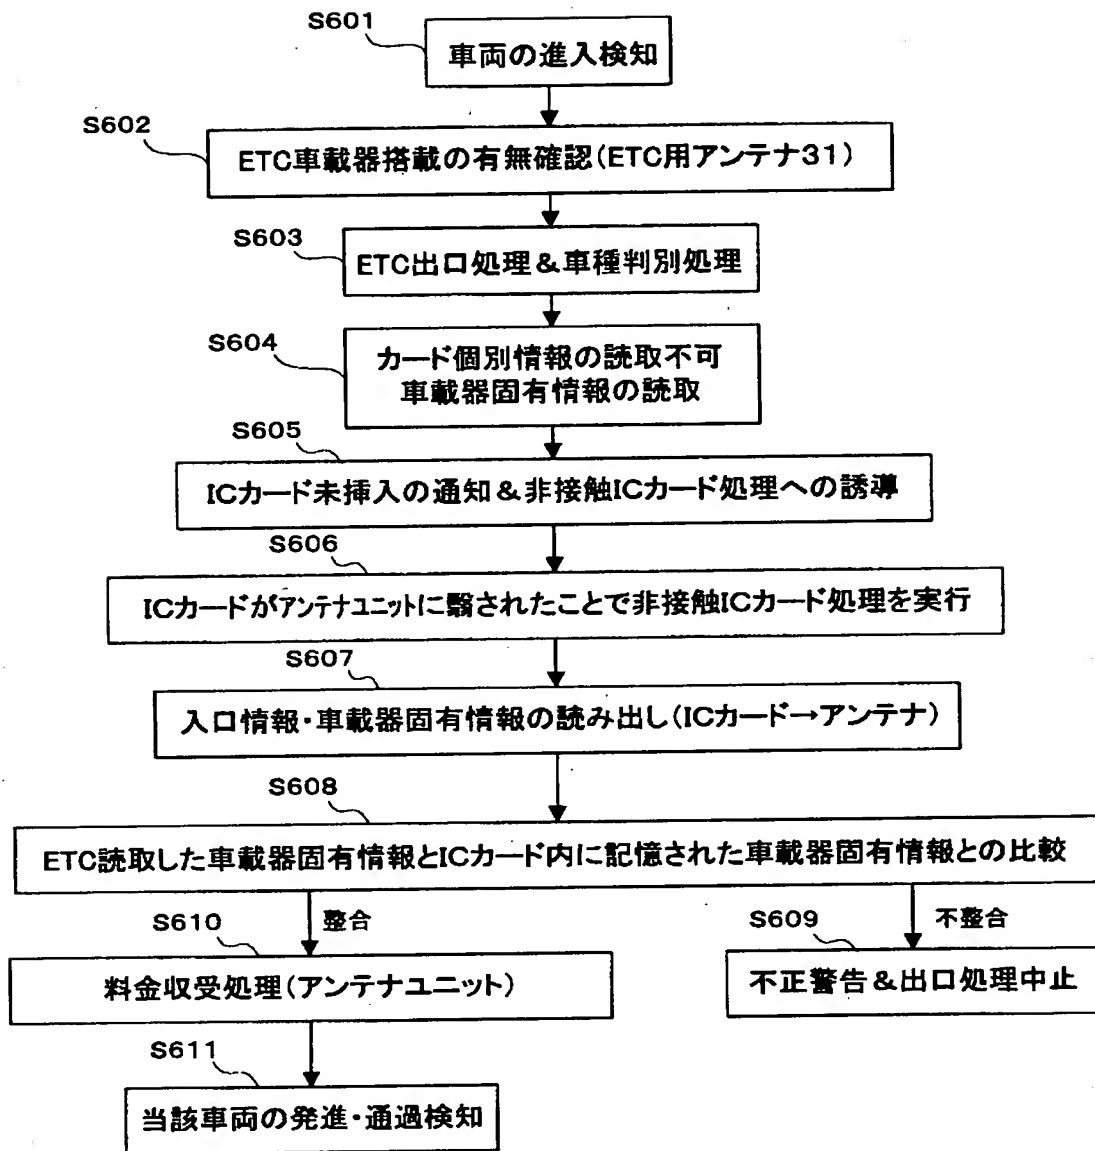 S601
車両の進入検知
S602
ETC車載器搭載の有無確認(ETC用アンテナ31)
S603
ETC出口処理&車種判別処理
S604
カード個別情報の読取不可
車載器固有情報の読取
S605
ICカード未挿入の通知&非接触ICカード処理への誘導
S606
ICカードがアンテナユニットに翳されたことで非接触ICカード処理を実行
S607
入口情報・車載器固有情報の読み出し(ICカード→アンテナ)
S608
ETC読取した車載器固有情報とICカード内に記憶された車載器固有情報との比較
S610
整合
S609
不整合
料金収受処理(アンテナユニット)
不正警告&出口処理中止
S611
当該車両の発進・通過検知